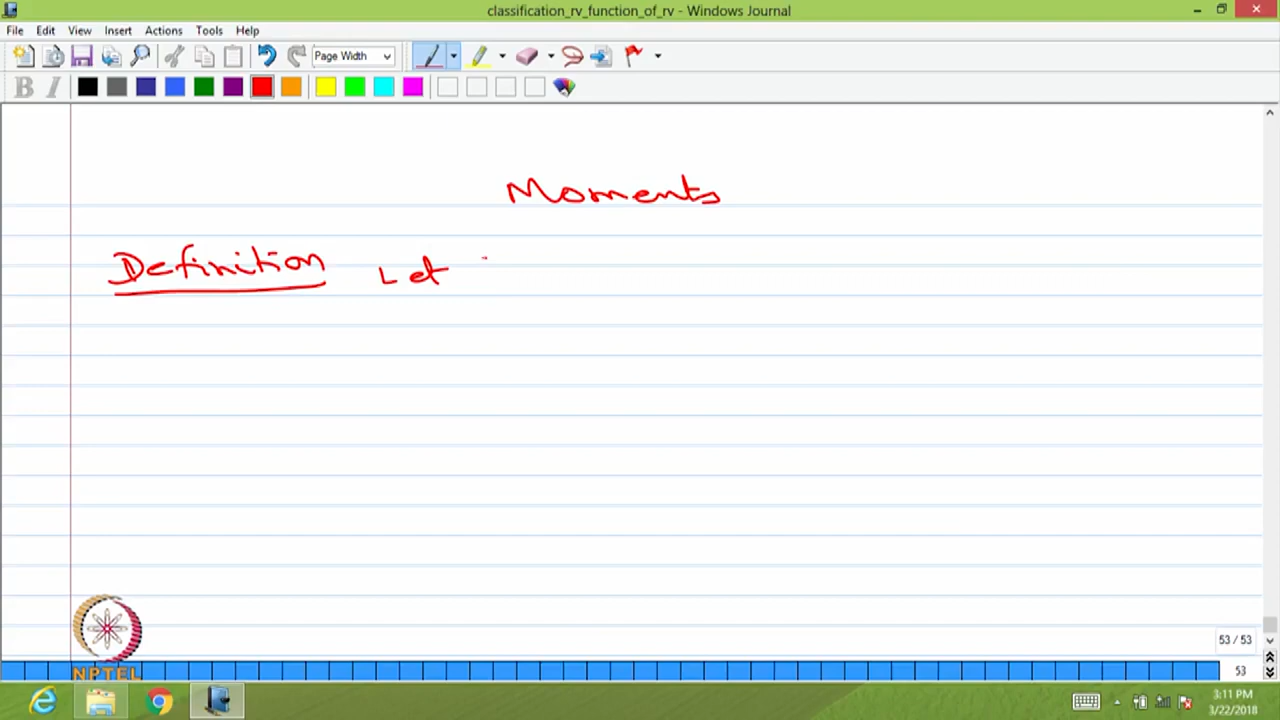 classification_rv_function_of_rv - Windows Journal
File Edit View Insert Actions Tools Help
Page Width
B I
Moments
Definition Let
53 / 53
NPTEL
53
3:11 PM
3/22/2018